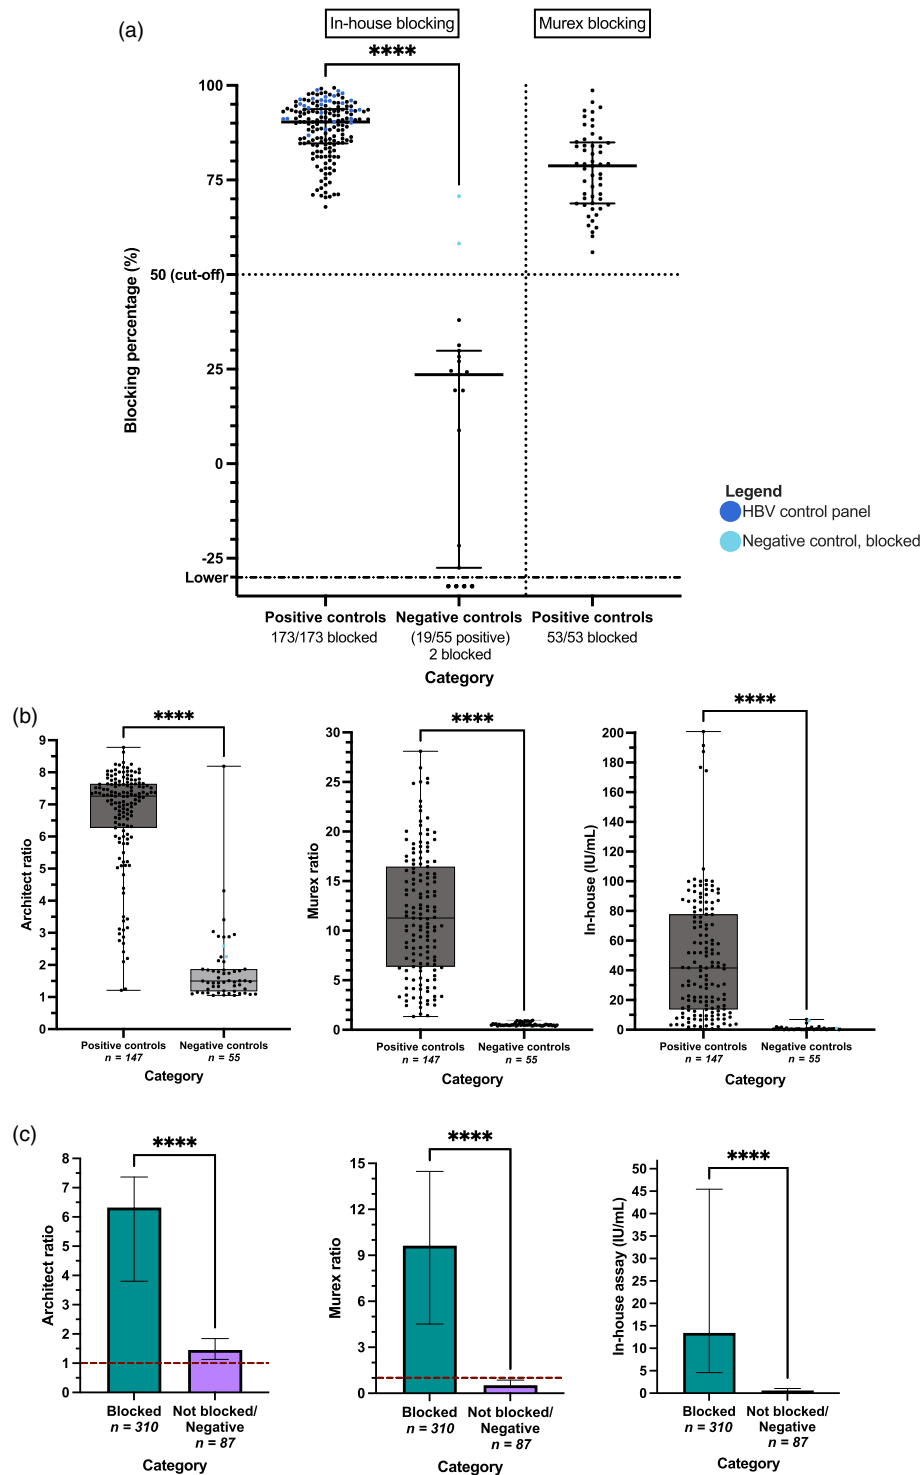 (a)
In-house blocking
Murex blocking
****
100
75
50 (cut-off)
25
0
-25
Lower
Blocking percentage (%)
Positive controls
173/173 blocked
Negative controls
(19/55 positive)
2 blocked
Positive controls
53/53 blocked
Category
Legend
HBV control panel
Negative control, blocked
(b)
****
9
8
7
6
5
4
3
2
1
0
Architect ratio
Positive controls
n = 147
Negative controls
n = 55
Category
****
30
25
20
15
10
5
0
Murex ratio
Positive controls
n = 147
Negative controls
n = 55
Category
****
200
180
160
140
120
100
80
60
40
20
0
In-house (IU/mL)
Positive controls
n = 147
Negative controls
n = 55
Category
(c)
****
8
7
6
5
4
3
2
1
0
Architect ratio
Blocked
n = 310
Not blocked/
Negative
n = 87
Category
****
15
12
9
6
3
0
Murex ratio
Blocked
n = 310
Not blocked/
Negative
n = 87
Category
****
50
45
40
35
30
25
20
15
10
5
0
In-house assay (IU/mL)
Blocked
n = 310
Not blocked/
Negative
n = 87
Category